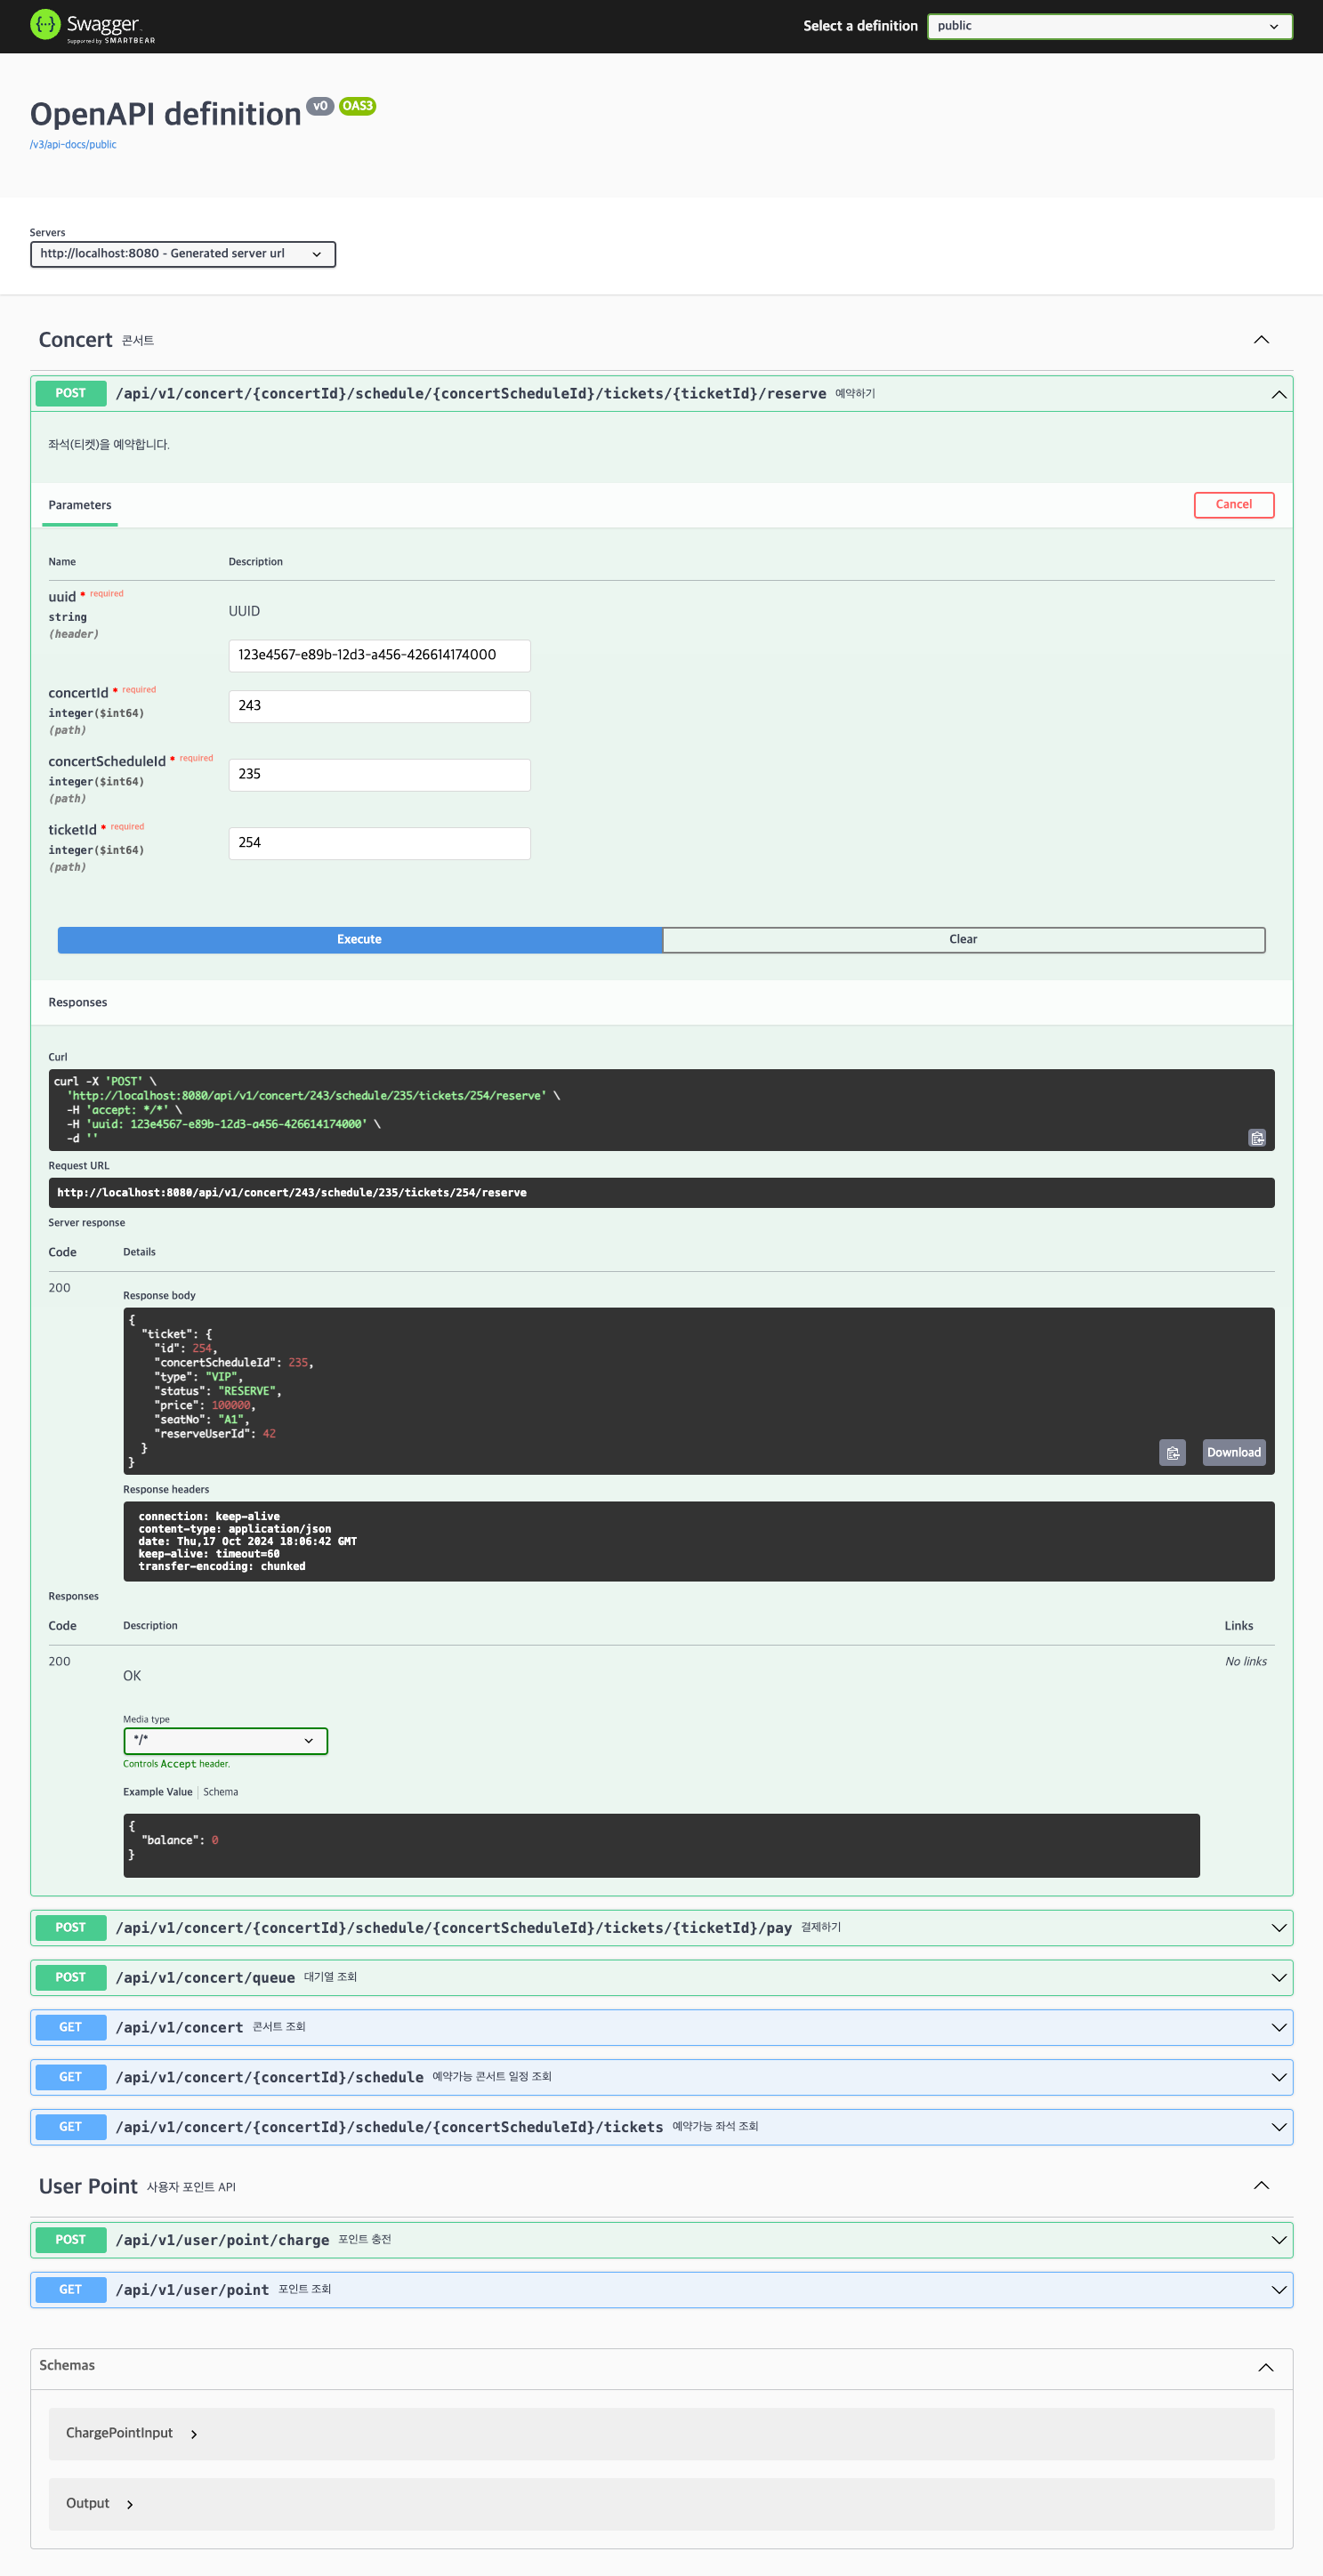 Swagger
Supported by SMARTBEAR
Select a definition
public
OpenAPI definition v0 OAS3
/v3/api-docs/public
Servers
http://localhost:8080 - Generated server url
Concert 콘서트
POST /api/v1/concert/{concertId}/schedule/{concertScheduleId}/tickets/{ticketId}/reserve 예약하기
좌석(티켓)을 예약합니다.
Parameters
Cancel
Name Description
uuid * required
string
(header)
UUID
123e4567-e89b-12d3-a456-426614174000
concertId * required
integer($int64)
(path)
243
concertScheduleId * required
integer($int64)
(path)
235
ticketId * required
integer($int64)
(path)
254
Execute Clear
Responses
Curl
curl -X 'POST' \
  'http://localhost:8080/api/v1/concert/243/schedule/235/tickets/254/reserve' \
  -H 'accept: */*' \
  -H 'uuid: 123e4567-e89b-12d3-a456-426614174000' \
  -d ''
Request URL
http://localhost:8080/api/v1/concert/243/schedule/235/tickets/254/reserve
Server response
Code Details
200
Response body
{
  "ticket": {
    "id": 254,
    "concertScheduleId": 235,
    "type": "VIP",
    "status": "RESERVE",
    "price": 100000,
    "seatNo": "A1",
    "reserveUserId": 42
  }
}
Download
Response headers
connection: keep-alive
content-type: application/json
date: Thu,17 Oct 2024 18:06:42 GMT
keep-alive: timeout=60
transfer-encoding: chunked
Responses
Code Description Links
200
OK
No links
Media type
*/*
Controls Accept header.
Example Value Schema
{
  "balance": 0
}
POST /api/v1/concert/{concertId}/schedule/{concertScheduleId}/tickets/{ticketId}/pay 결제하기
POST /api/v1/concert/queue 대기열 조회
GET /api/v1/concert 콘서트 조회
GET /api/v1/concert/{concertId}/schedule 예약가능 콘서트 일정 조회
GET /api/v1/concert/{concertId}/schedule/{concertScheduleId}/tickets 예약가능 좌석 조회
User Point 사용자 포인트 API
POST /api/v1/user/point/charge 포인트 충전
GET /api/v1/user/point 포인트 조회
Schemas
ChargePointInput
Output